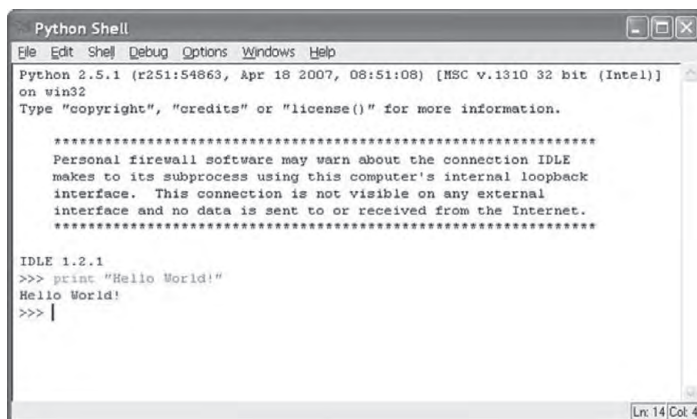 Python Shell
File Edit Shell Debug Options Windows Help
Python 2.5.1 (r251:54863, Apr 18 2007, 08:51:08) [MSC v.1310 32 bit (Intel)]
on win32
Type "copyright", "credits" or "license()" for more information.
****************************************************************
Personal firewall software may warn about the connection IDLE
makes to its subprocess using this computer's internal loopback
interface.  This connection is not visible on any external
interface and no data is sent to or received from the Internet.
****************************************************************
IDLE 1.2.1
>>> print "Hello World!"
Hello World!
>>>
Ln: 14 Col: 4